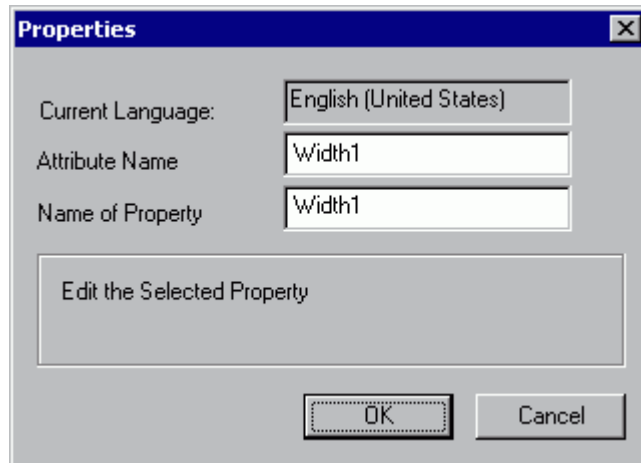 Properties
Current Language: English (United States)
Attribute Name Width1
Name of Property Width1
Edit the Selected Property
OK Cancel